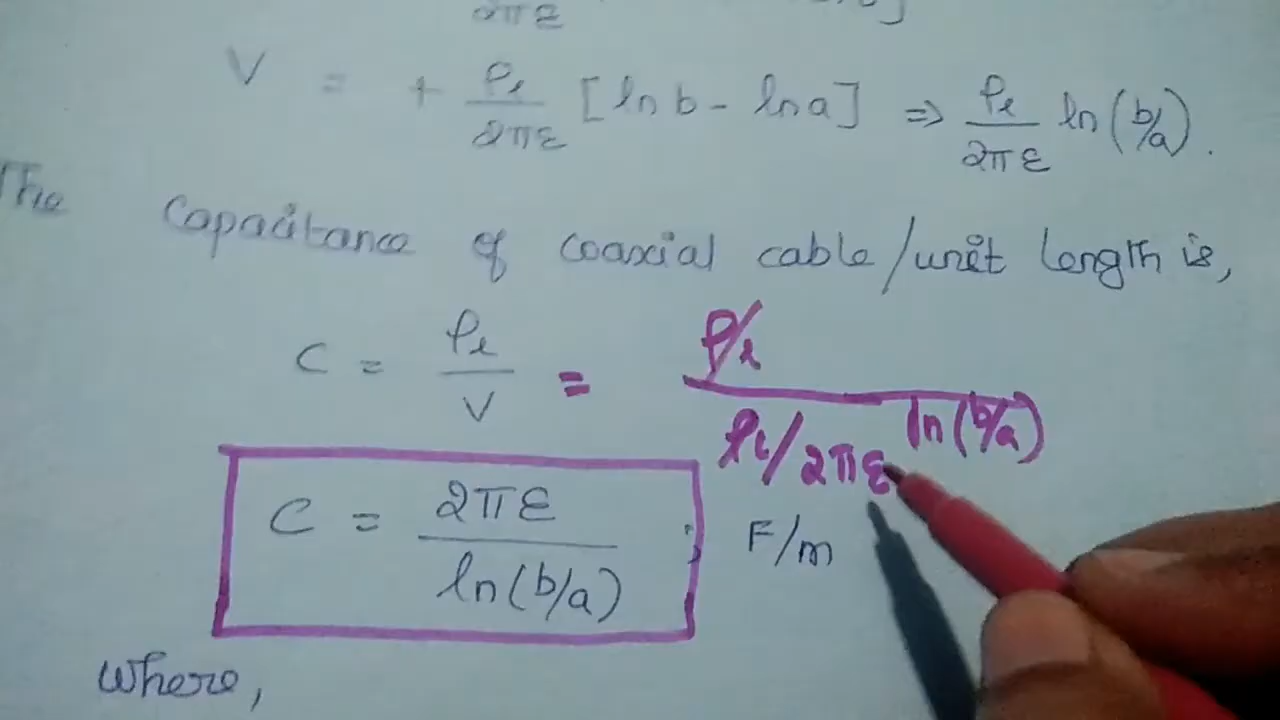 2πε
V = + ρₗ/2πε [ln b - ln a] ⇒ ρₗ/2πε ln(b/a).
The Capacitance of coaxial cable/unit length is,
C = ρₗ/V = ρₗ / ρₗ/2πε ln(b/a)
C = 2πε/ln(b/a) ; F/m
where,